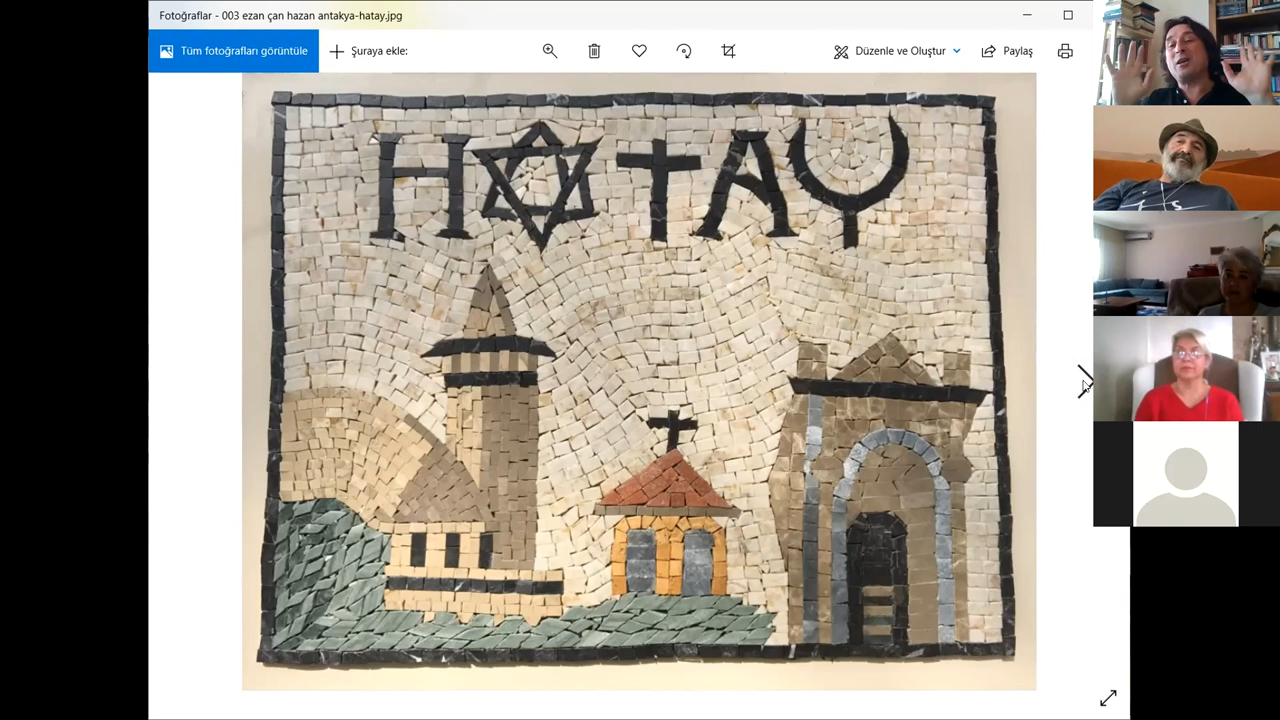 Fotoğraflar - 003 ezan çan hazan antakya-hatay.jpg
Tüm fotoğrafları görüntüle
Şuraya ekle:
Düzenle ve Oluştur
Paylaş
HATAY